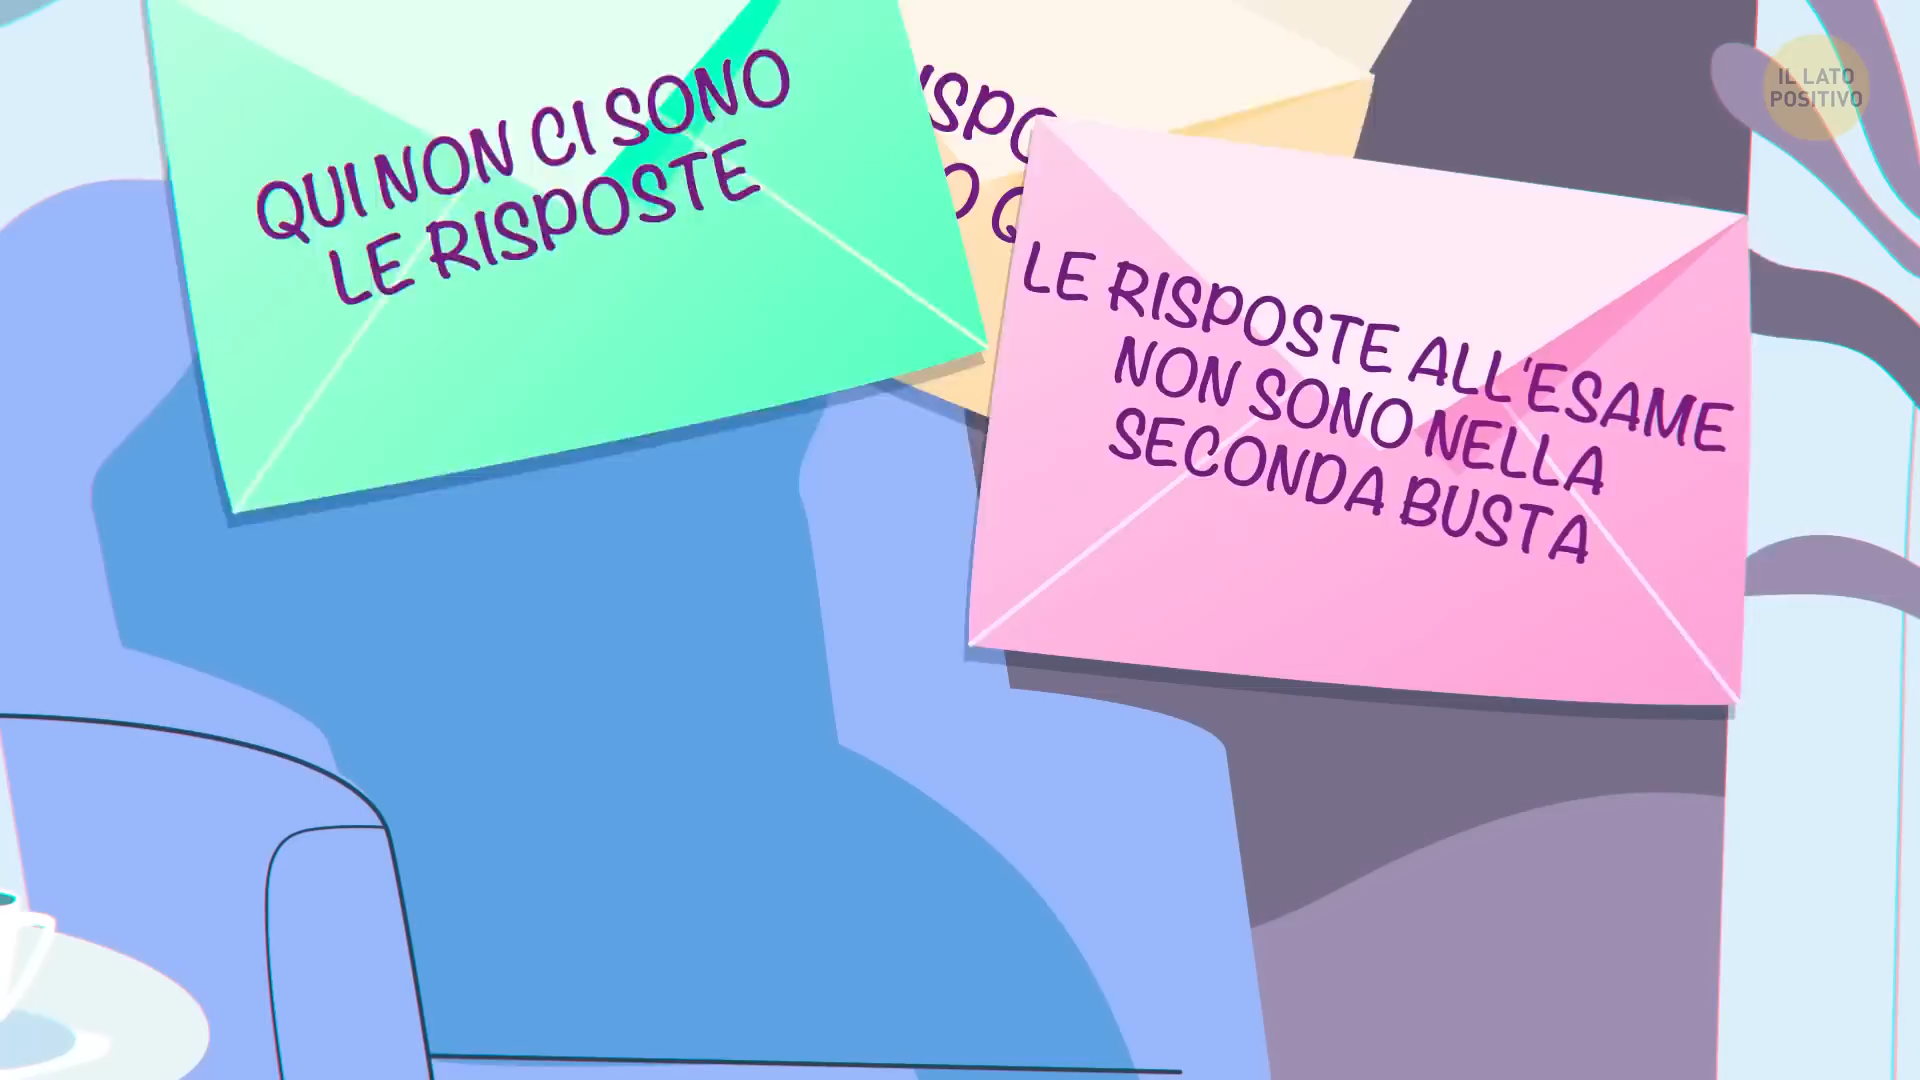 QUI NON CI SONO
LE RISPOSTE
LE RISPOSTE ALL'ESAME
NON SONO NELLA
SECONDA BUSTA
IL LATO
POSITIVO